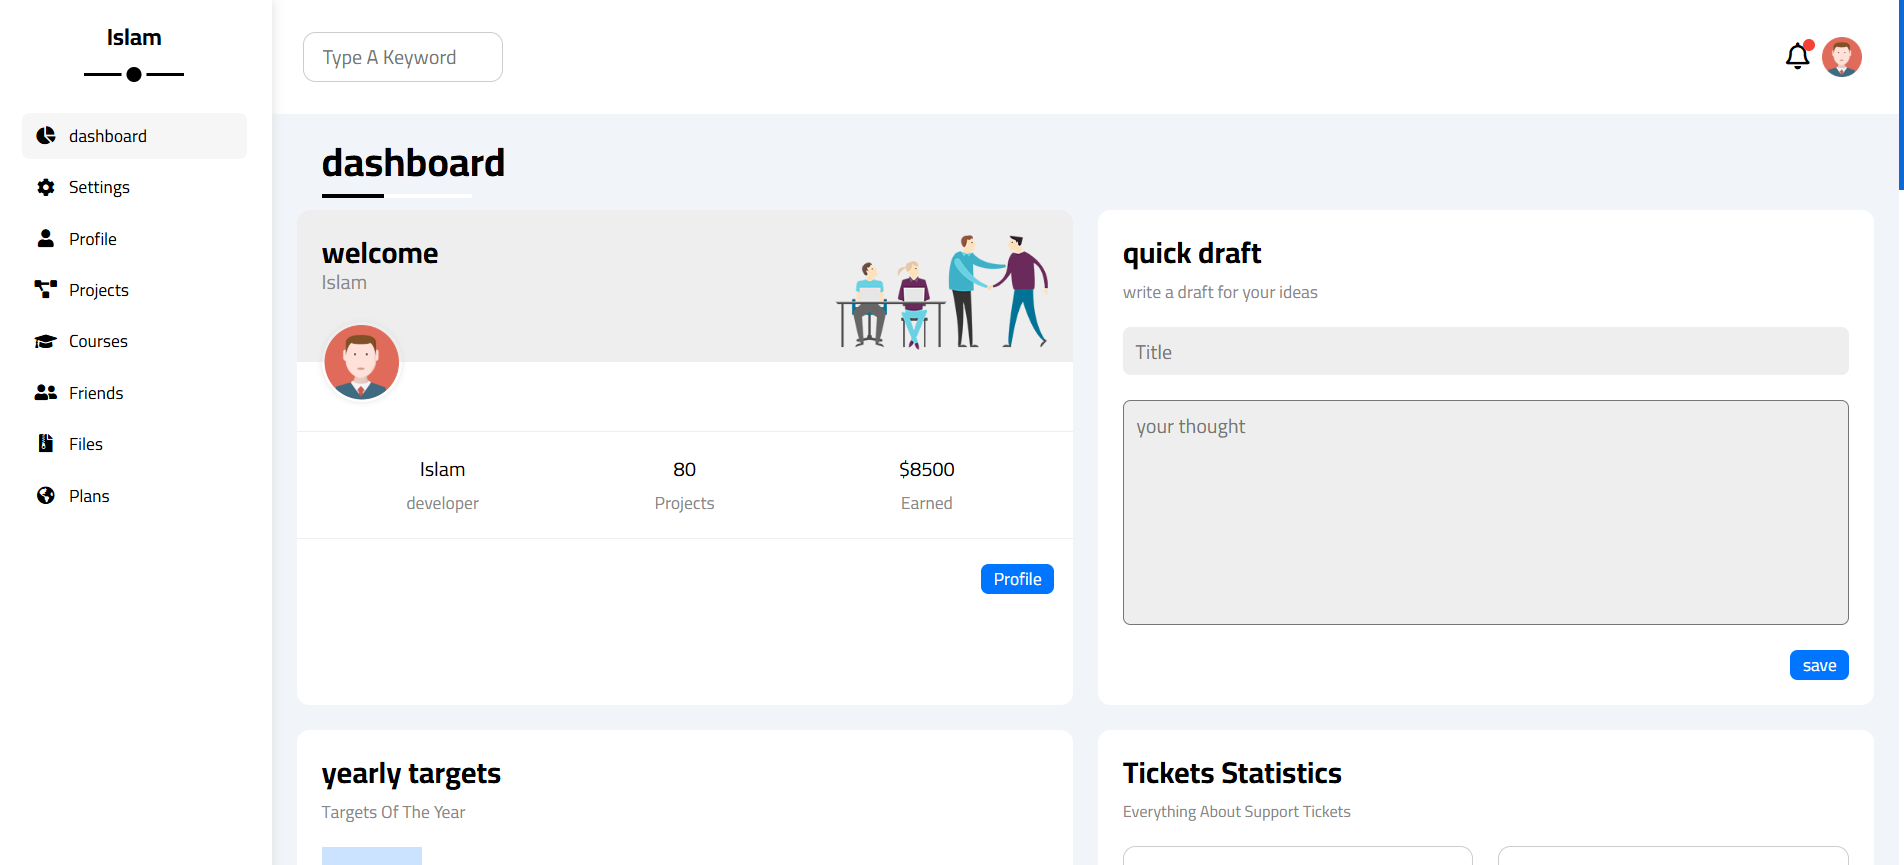 Islam
dashboard
Settings
Profile
Projects
Courses
Friends
Files
Plans
Type A Keyword
dashboard
welcome
Islam
Islam
developer
80
Projects
$8500
Earned
Profile
quick draft
write a draft for your ideas
Title
your thought
save
yearly targets
Targets Of The Year
Tickets Statistics
Everything About Support Tickets